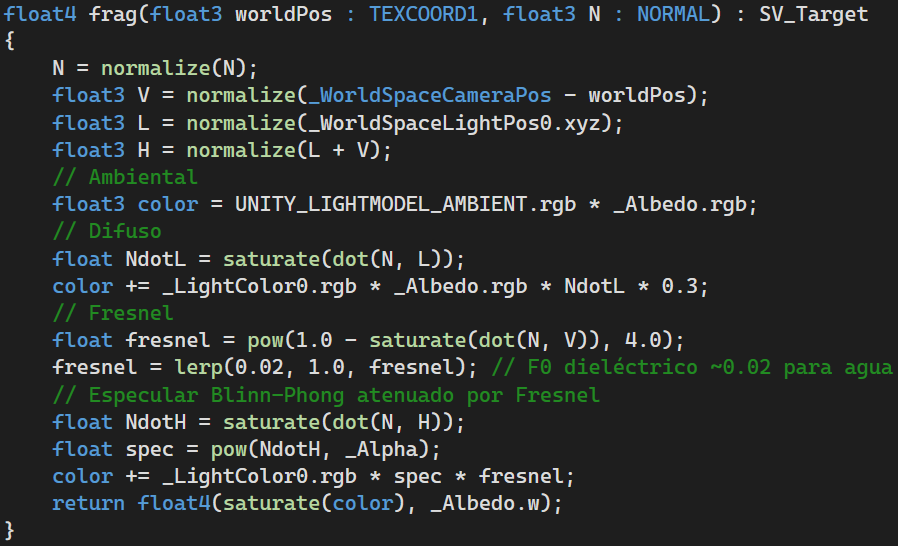 float4 frag(float3 worldPos : TEXCOORD1, float3 N : NORMAL) : SV_Target
{
    N = normalize(N);
    float3 V = normalize(_WorldSpaceCameraPos - worldPos);
    float3 L = normalize(_WorldSpaceLightPos0.xyz);
    float3 H = normalize(L + V);
    // Ambiental
    float3 color = UNITY_LIGHTMODEL_AMBIENT.rgb * _Albedo.rgb;
    // Difuso
    float NdotL = saturate(dot(N, L));
    color += _LightColor0.rgb * _Albedo.rgb * NdotL * 0.3;
    // Fresnel
    float fresnel = pow(1.0 - saturate(dot(N, V)), 4.0);
    fresnel = lerp(0.02, 1.0, fresnel); // F0 dieléctrico ~0.02 para agua
    // Especular Blinn-Phong atenuado por Fresnel
    float NdotH = saturate(dot(N, H));
    float spec = pow(NdotH, _Alpha);
    color += _LightColor0.rgb * spec * fresnel;
    return float4(saturate(color), _Albedo.w);
}